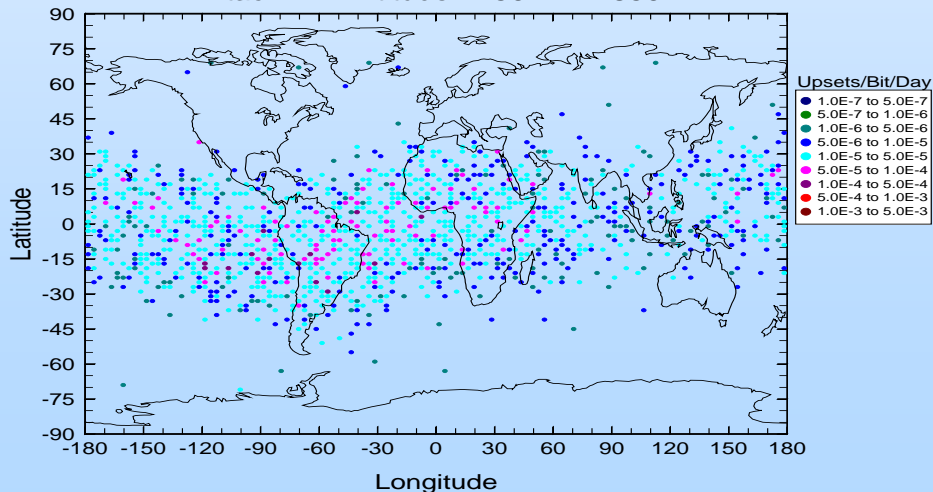 90
75
60
45
30
15
0
-15
-30
-45
-60
-75
-90
Latitude
-180 -150 -120 -90 -60 -30 0 30 60 90 120 150 180
Longitude
Upsets/Bit/Day
1.0E-7 to 5.0E-7
5.0E-7 to 1.0E-6
1.0E-6 to 5.0E-6
5.0E-6 to 1.0E-5
1.0E-5 to 5.0E-5
5.0E-5 to 1.0E-4
1.0E-4 to 5.0E-4
5.0E-4 to 1.0E-3
1.0E-3 to 5.0E-3